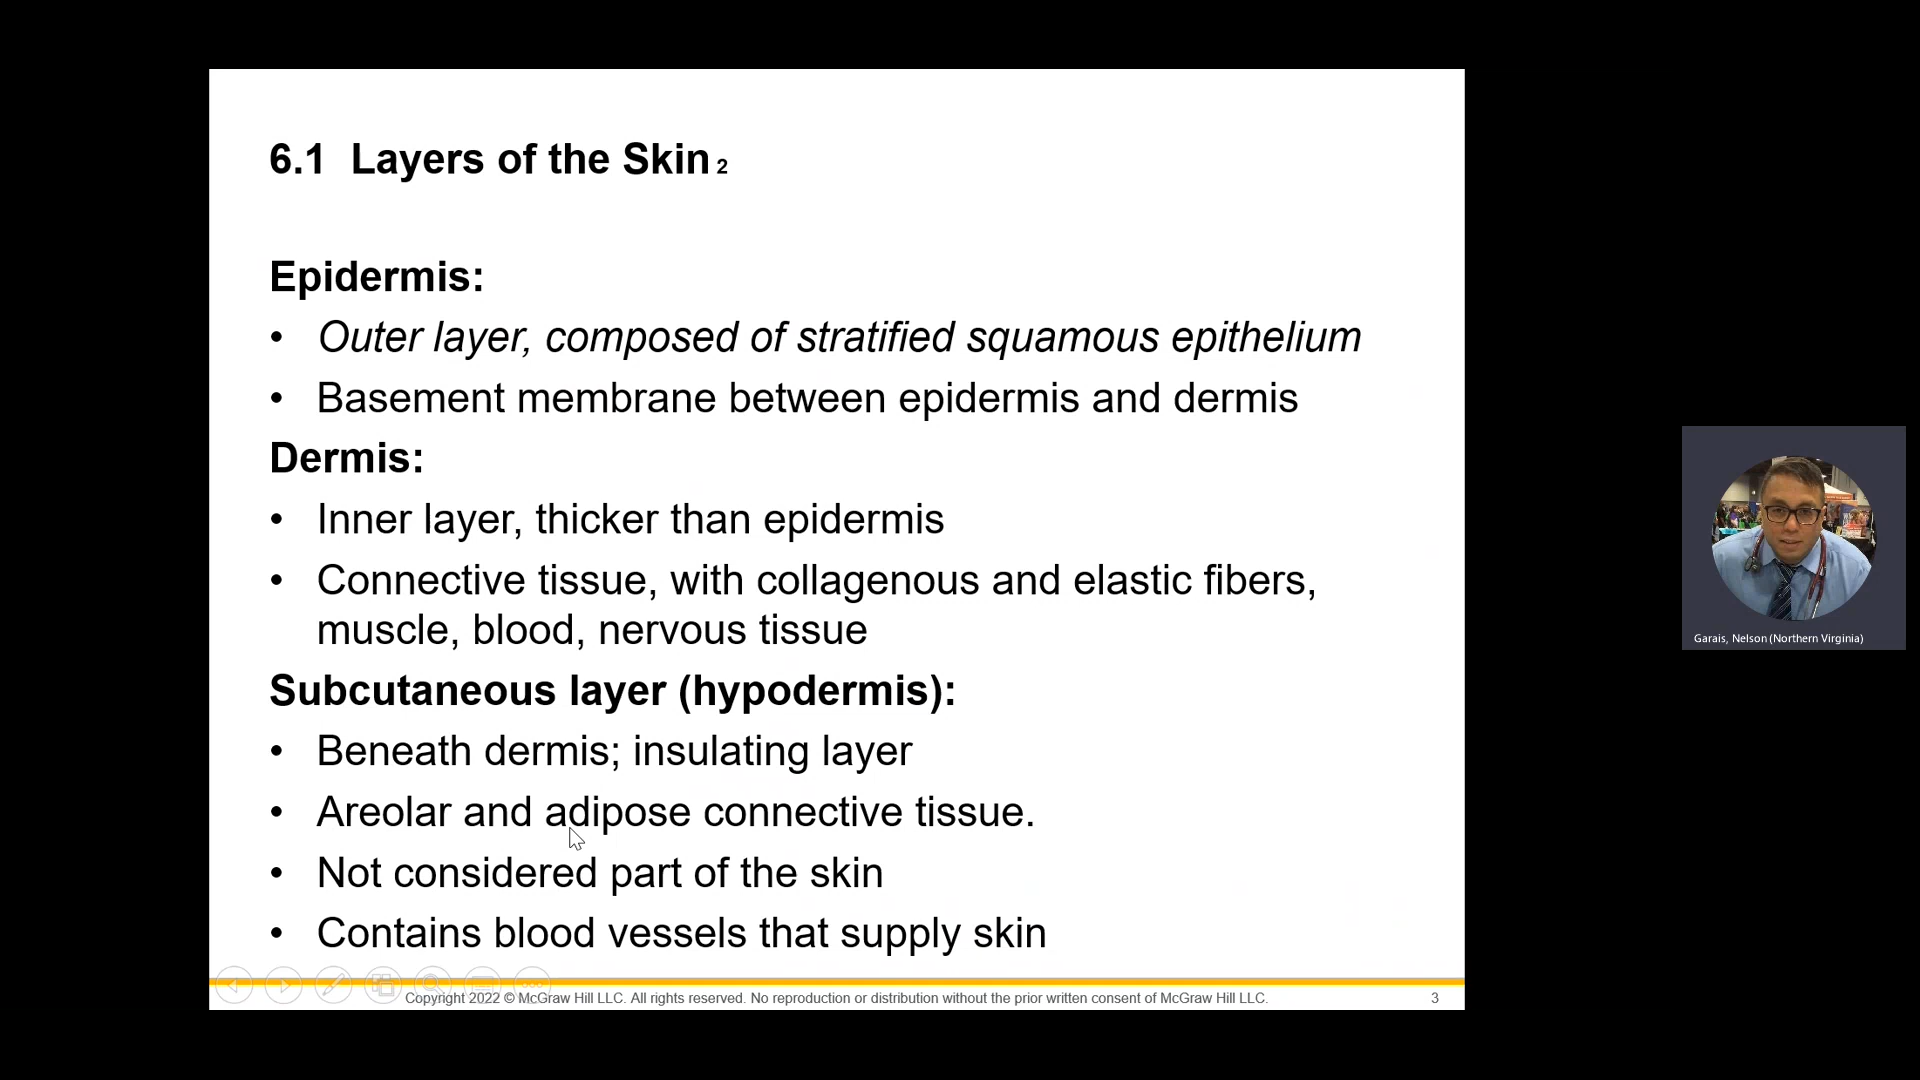 6.1 Layers of the Skin 2
Epidermis:
• Outer layer, composed of stratified squamous epithelium
• Basement membrane between epidermis and dermis
Dermis:
• Inner layer, thicker than epidermis
• Connective tissue, with collagenous and elastic fibers,
muscle, blood, nervous tissue
Subcutaneous layer (hypodermis):
• Beneath dermis; insulating layer
• Areolar and adipose connective tissue.
• Not considered part of the skin
• Contains blood vessels that supply skin
Copyright 2022 © McGraw Hill LLC. All rights reserved. No reproduction or distribution without the prior written consent of McGraw Hill LLC.
3
Garais, Nelson (Northern Virginia)